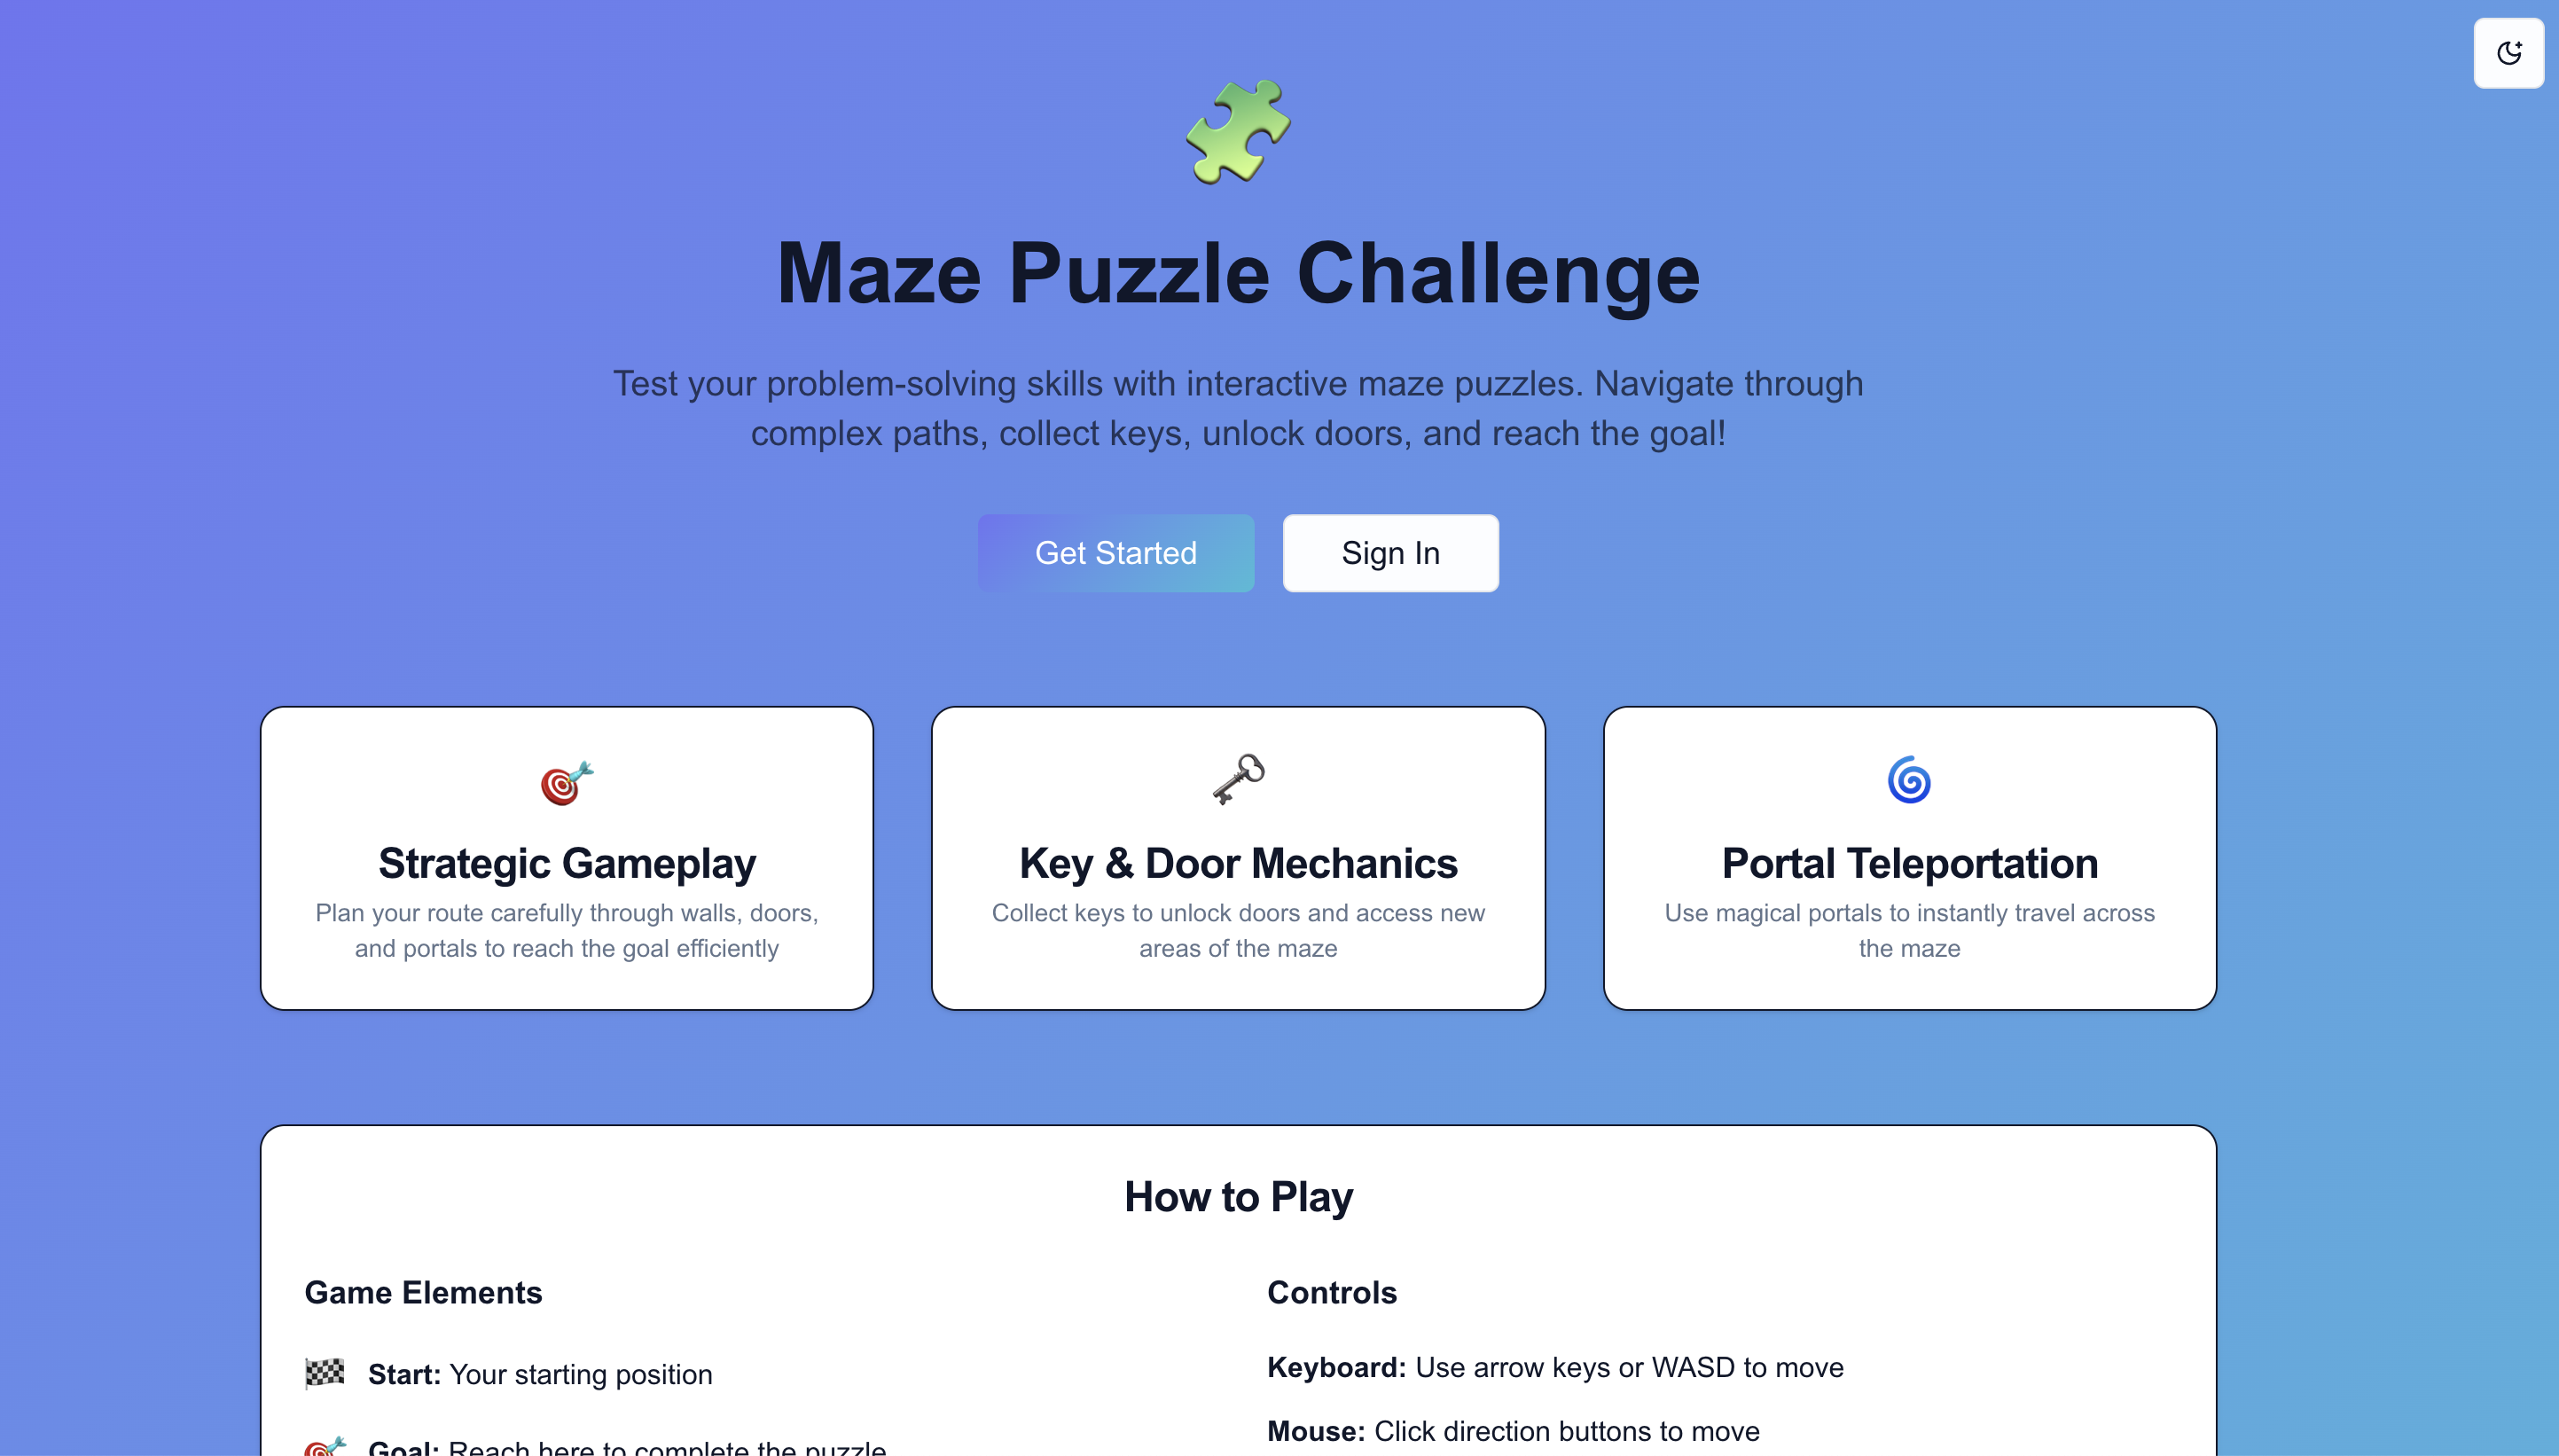 Maze Puzzle Challenge
Test your problem-solving skills with interactive maze puzzles. Navigate through
complex paths, collect keys, unlock doors, and reach the goal!
Get Started
Sign In
Strategic Gameplay
Plan your route carefully through walls, doors,
and portals to reach the goal efficiently
Key & Door Mechanics
Collect keys to unlock doors and access new
areas of the maze
Portal Teleportation
Use magical portals to instantly travel across
the maze
How to Play
Game Elements
Start: Your starting position
Goal: Reach here to complete the puzzle
Controls
Keyboard: Use arrow keys or WASD to move
Mouse: Click direction buttons to move